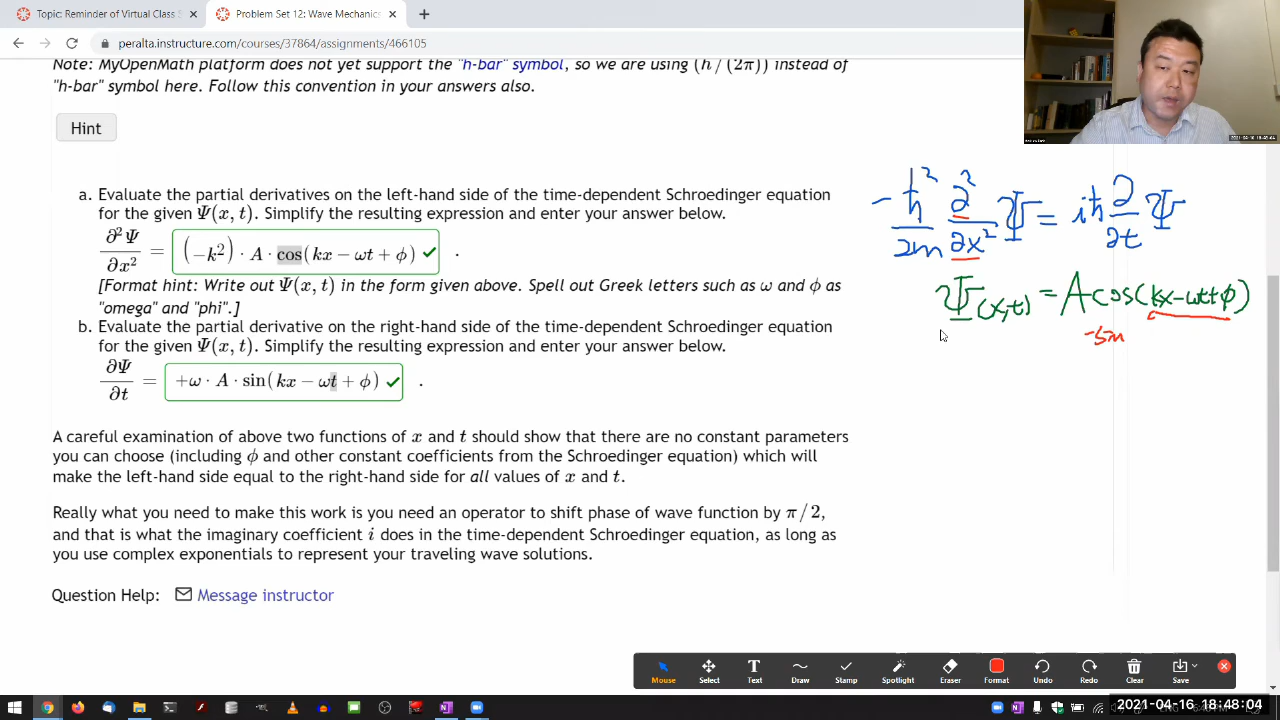 Topic: Reminder of Virtual Class S
Problem Set 12: Wave Mechanic
peralta.instructure.com/courses/37864/assignments/466105
Note: MyOpenMath platform does not yet support the "h-bar" symbol, so we are using (h/(2π)) instead of
"h-bar" symbol here. Follow this convention in your answers also.
Hint
a. Evaluate the partial derivatives on the left-hand side of the time-dependent Schroedinger equation
for the given Ψ(x, t). Simplify the resulting expression and enter your answer below.
∂²Ψ/∂x² = (−k²) · A · cos(kx − ωt + ϕ) .
[Format hint: Write out Ψ(x, t) in the form given above. Spell out Greek letters such as ω and ϕ as
"omega" and "phi".]
b. Evaluate the partial derivative on the right-hand side of the time-dependent Schroedinger equation
for the given Ψ(x, t). Simplify the resulting expression and enter your answer below.
∂Ψ/∂t = +ω · A · sin(kx − ωt + ϕ) .
A careful examination of above two functions of x and t should show that there are no constant parameters
you can choose (including ϕ and other constant coefficients from the Schroedinger equation) which will
make the left-hand side equal to the right-hand side for all values of x and t.
Really what you need to make this work is you need an operator to shift phase of wave function by π/2,
and that is what the imaginary coefficient i does in the time-dependent Schroedinger equation, as long as
you use complex exponentials to represent your traveling wave solutions.
Question Help: Message instructor
-ħ²/2m ∂²/∂x² Ψ = iħ ∂/∂t Ψ
Ψ(x,t) = A cos(kx-ωt+ϕ)
-sin
Mouse Select Text Draw Stamp Spotlight Eraser Format Undo Redo Clear Save
2021-04-16 18:48:04
2021-04-16 18:48:04